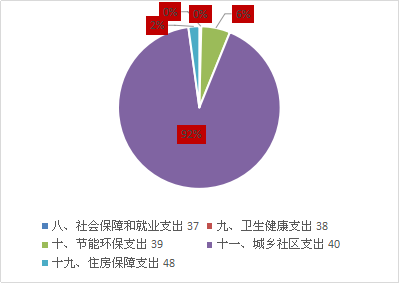 0% 0% 6%
2%
92%
八、社会保障和就业支出 37 九、卫生健康支出 38
十、节能环保支出 39 十一、城乡社区支出 40
十九、住房保障支出 48